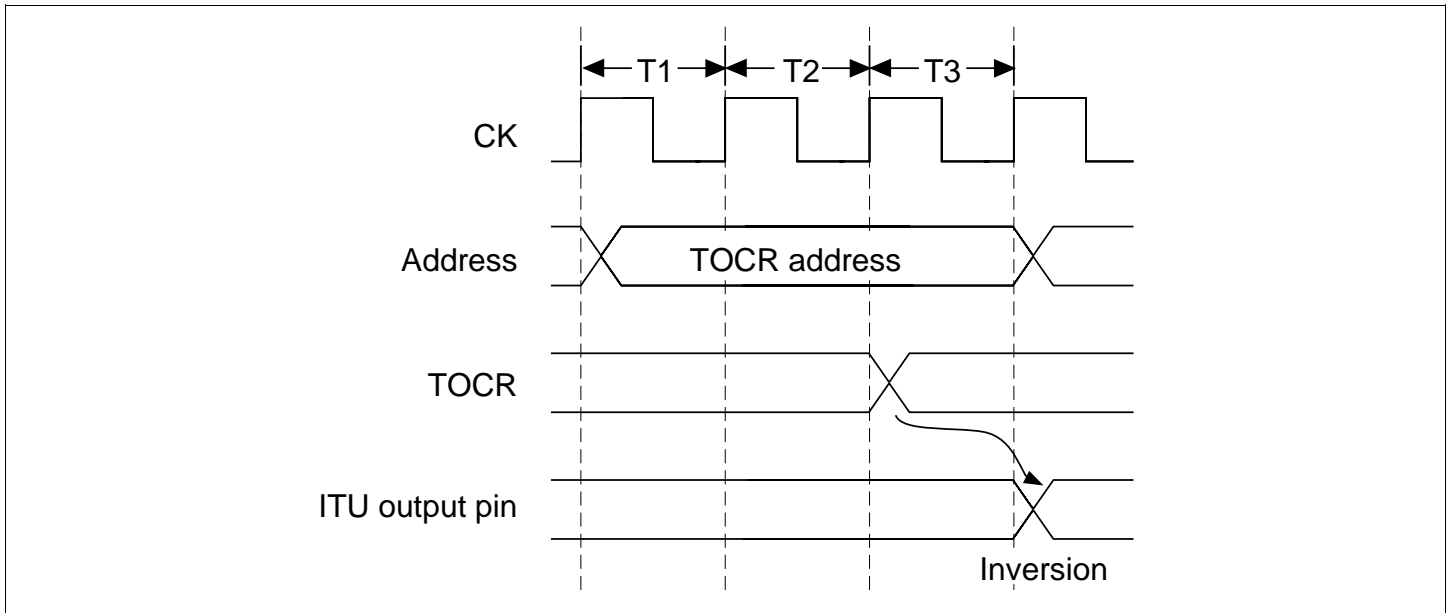 T1 T2 T3
CK
Address TOCR address
TOCR
ITU output pin
Inversion